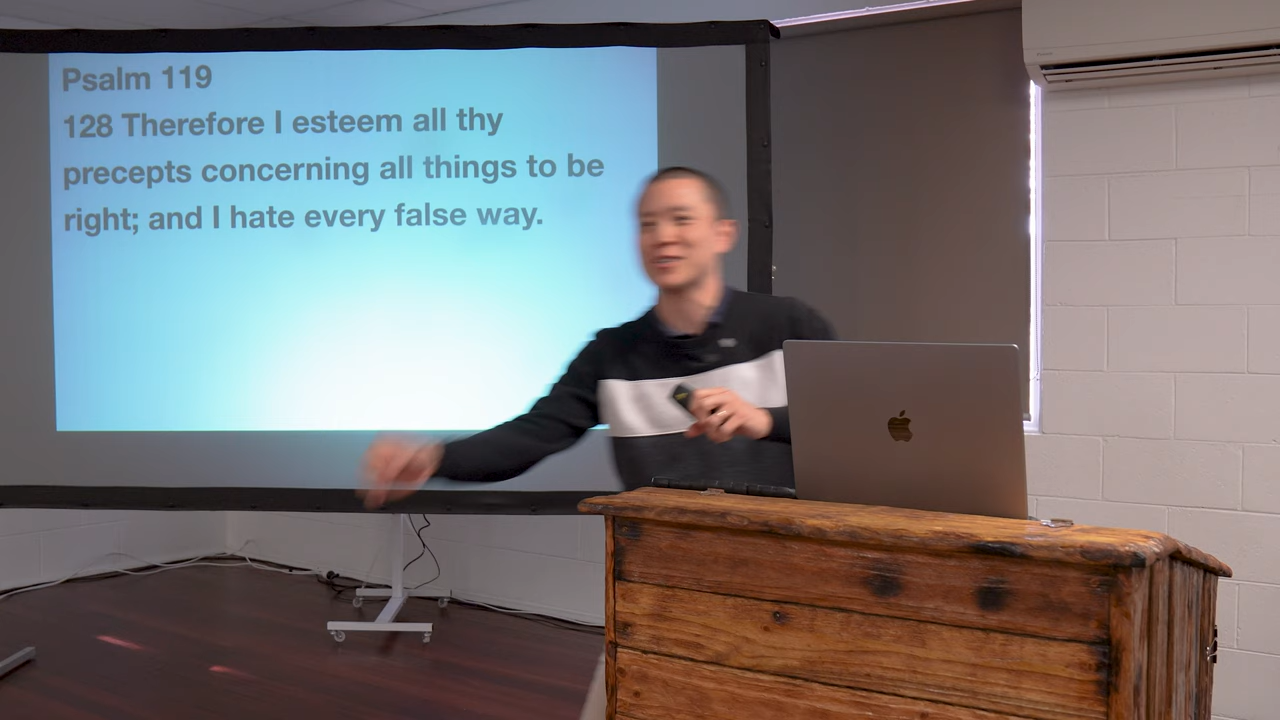 Psalm 119
128 Therefore I esteem all thy
precepts concerning all things to be
right; and I hate every false way.